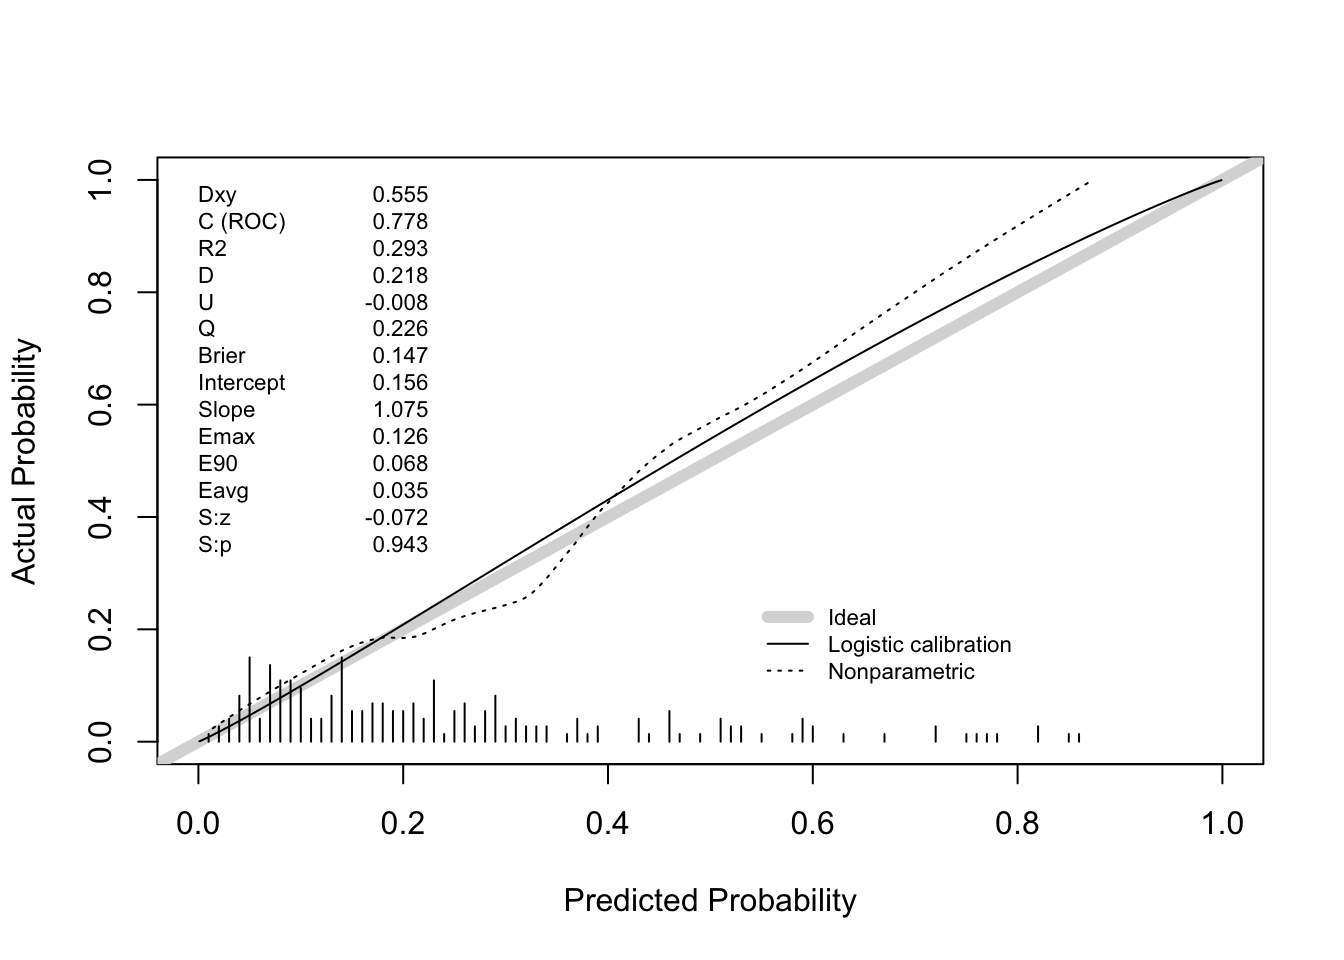 Dxy 0.555
C (ROC) 0.778
R2 0.293
D 0.218
U -0.008
Q 0.226
Brier 0.147
Intercept 0.156
Slope 1.075
Emax 0.126
E90 0.068
Eavg 0.035
S:z -0.072
S:p 0.943
Ideal
Logistic calibration
Nonparametric
Actual Probability
1.0
0.8
0.6
0.4
0.2
0.0
0.0 0.2 0.4 0.6 0.8 1.0
Predicted Probability